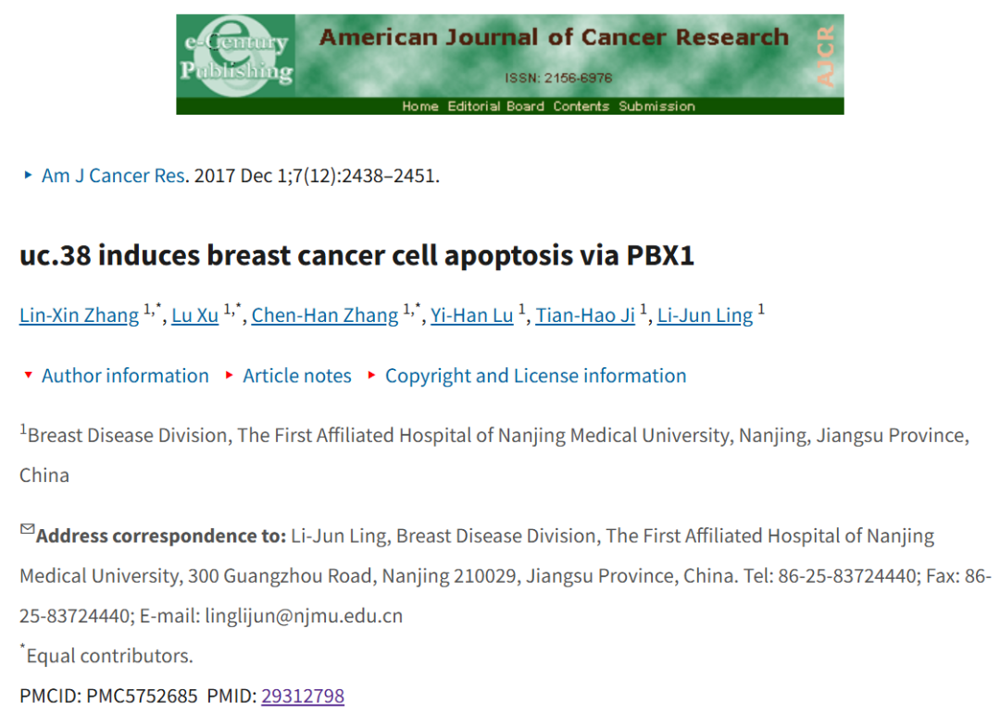 e-Century
Publishing
American Journal of Cancer Research
ISSN: 2156-6976
AJCR
Home Editorial Board Contents Submission
Am J Cancer Res. 2017 Dec 1;7(12):2438–2451.
uc.38 induces breast cancer cell apoptosis via PBX1
Lin-Xin Zhang 1,*, Lu Xu 1,*, Chen-Han Zhang 1,*, Yi-Han Lu 1, Tian-Hao Ji 1, Li-Jun Ling 1
Author information Article notes Copyright and License information
1Breast Disease Division, The First Affiliated Hospital of Nanjing Medical University, Nanjing, Jiangsu Province,
China
Address correspondence to: Li-Jun Ling, Breast Disease Division, The First Affiliated Hospital of Nanjing
Medical University, 300 Guangzhou Road, Nanjing 210029, Jiangsu Province, China. Tel: 86-25-83724440; Fax: 86-
25-83724440; E-mail: linglijun@njmu.edu.cn
*Equal contributors.
PMCID: PMC5752685 PMID: 29312798